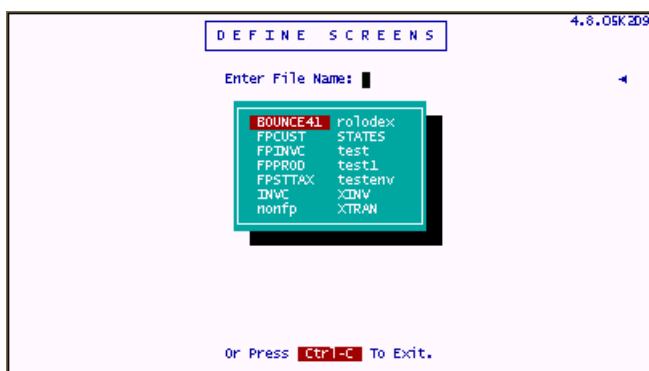 4.8.05K2D9
D E F I N E   S C R E E N S
Enter File Name:
BOUNCE41 rolodex
FPCUST STATES
FPINVC test
FPPROD test1
FPSTTAX testenv
INVC XINV
nonfp XTRAN
Or Press Ctrl-C To Exit.